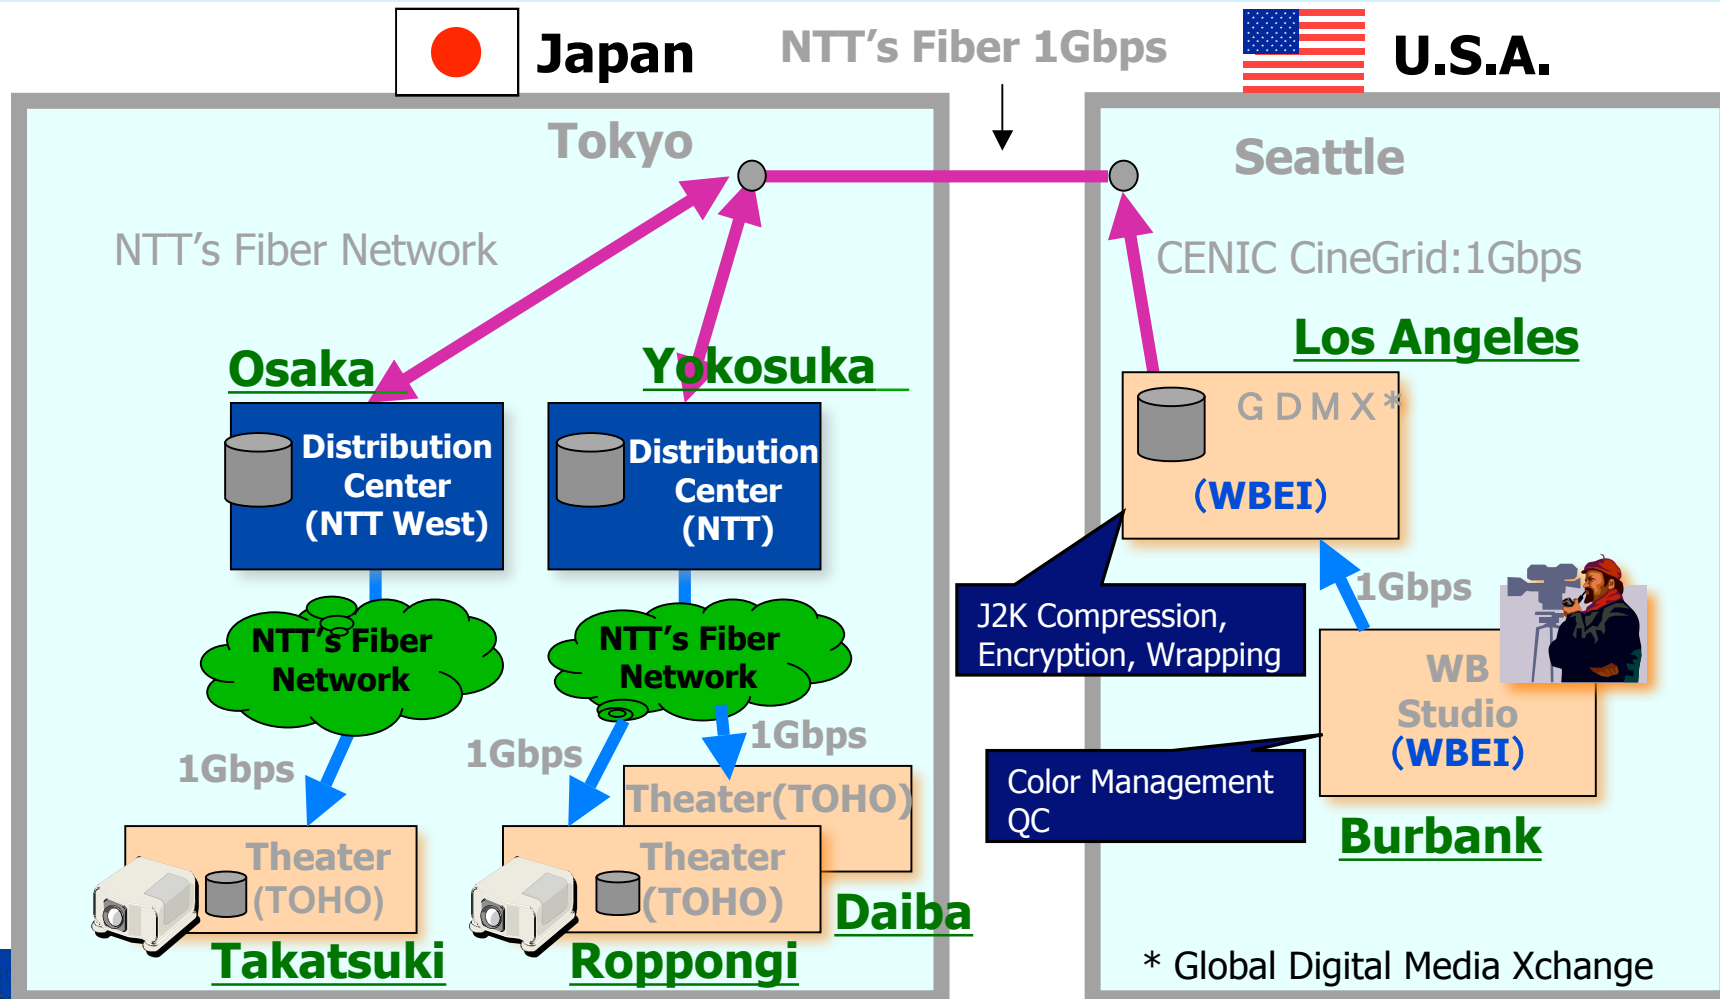 Japan
NTT's Fiber 1Gbps
U.S.A.
Tokyo
Seattle
NTT's Fiber Network
CENIC CineGrid:1Gbps
Los Angeles
Osaka
Yokosuka
Distribution
Center
(NTT West)
Distribution
Center
(NTT)
ＧＤＭＸ*
(WBEI)
1Gbps
J2K Compression,
Encryption, Wrapping
NTT's Fiber
Network
NTT's Fiber
Network
WB
Studio
(WBEI)
1Gbps
1Gbps
1Gbps
Color Management
QC
Burbank
Theater(TOHO)
Theater
(TOHO)
Theater
(TOHO)
Daiba
Takatsuki
Roppongi
* Global Digital Media Xchange